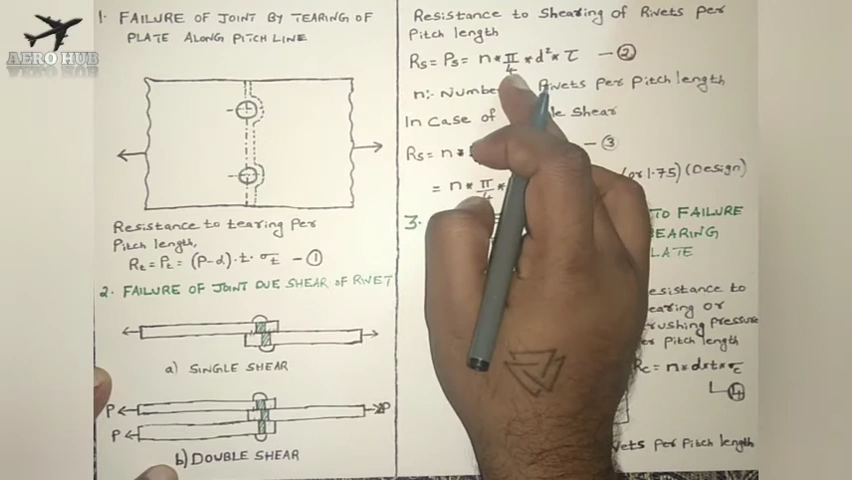 AERO HUB
1. FAILURE OF JOINT BY TEARING OF
PLATE ALONG PITCH LINE
Resistance to tearing per
Pitch length,
Rt = Pt = (P-d)·t·σt — ①
2. FAILURE OF JOINT DUE SHEAR OF RIVET
a) SINGLE SHEAR
P P
P
b) DOUBLE SHEAR
Resistance to Shearing of Rivets per
Pitch length
Rs = Ps = n * π/4 * d² * τ — ②
n:- Number Rivets Per Pitch length
In Case of Shear
Rs = n * — ③
= n * π/4 * (or 1.75) (Design)
3. TO FAILURE
BEARING
LATE
esistance to
earing or
rushing Pressure
er Pitch length
Rc = n*d*t*σc
④
vets per Pitch length